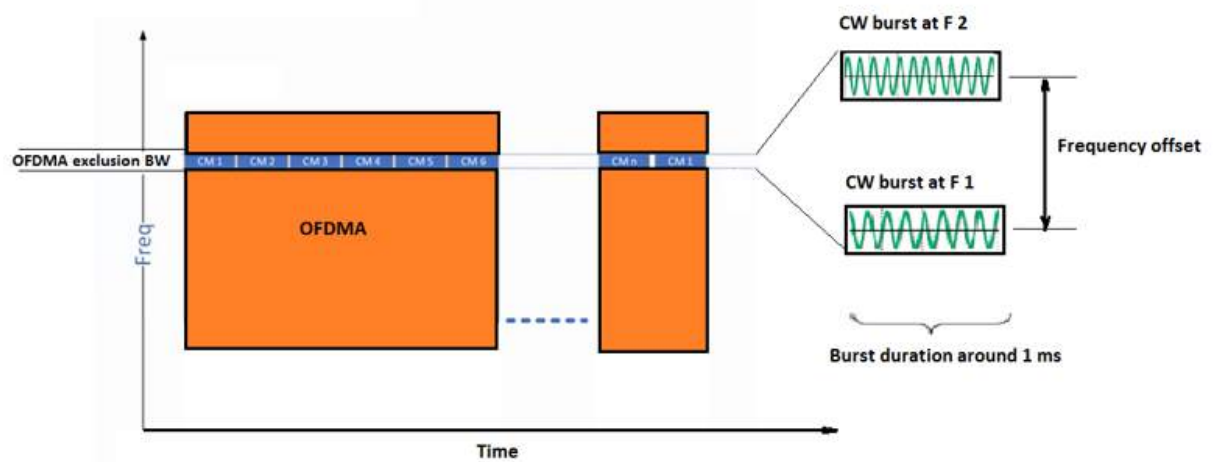 CW burst at F 2
OFDMA exclusion BW
CM 1 CM 2 CM 3 CM 4 CM 5 CM 6 CM n CM 1
Frequency offset
CW burst at F 1
OFDMA
Freq
Burst duration around 1 ms
Time